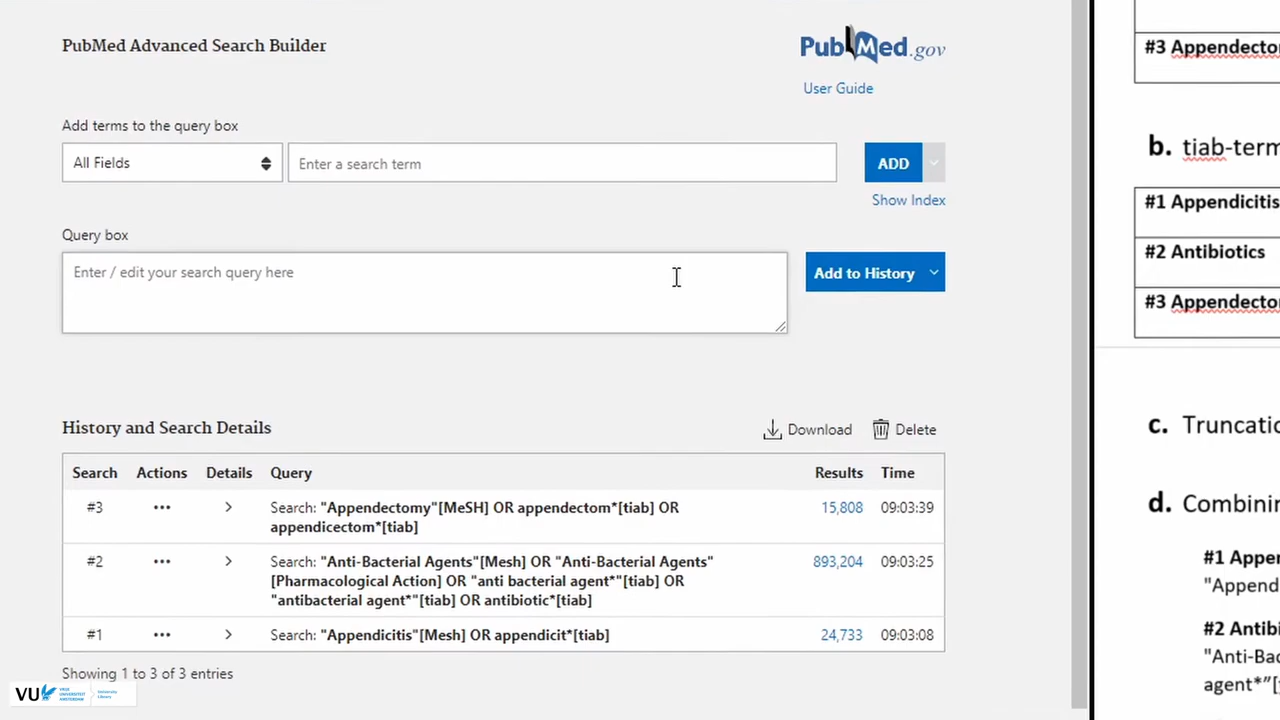 PubMed Advanced Search Builder
PubMed.gov
User Guide
Add terms to the query box
All Fields
Enter a search term
ADD
Show Index
Query box
Enter / edit your search query here
Add to History
History and Search Details
Download
Delete
Search Actions Details Query Results Time
#3 Search: "Appendectomy"[MeSH] OR appendectom*[tiab] OR 15,808 09:03:39
appendicectom*[tiab]
#2 Search: "Anti-Bacterial Agents"[Mesh] OR "Anti-Bacterial Agents" 893,204 09:03:25
[Pharmacological Action] OR "anti bacterial agent*"[tiab] OR
"antibacterial agent*"[tiab] OR antibiotic*[tiab]
#1 Search: "Appendicitis"[Mesh] OR appendicit*[tiab] 24,733 09:03:08
Showing 1 to 3 of 3 entries
VU
#3 Appendecto
b. tiab-term
#1 Appendicitis
#2 Antibiotics
#3 Appendecto
c. Truncatio
d. Combinin
#1 Appen
"Append
#2 Antibi
"Anti-Bac
agent*"[